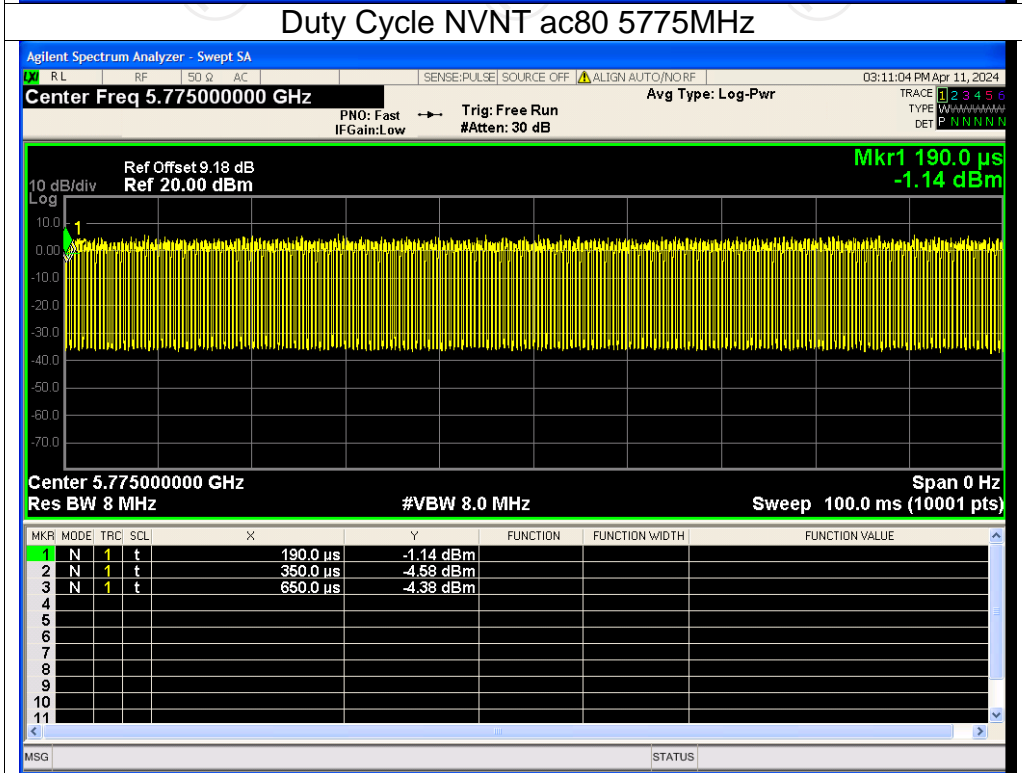 Duty Cycle NVNT ac80 5775MHz
Agilent Spectrum Analyzer - Swept SA
LXI RL RF 50 Ω AC SENSE:PULSE SOURCE OFF ALIGN AUTO/NO RF 03:11:04 PM Apr 11, 2024
Center Freq 5.775000000 GHz Avg Type: Log-Pwr TRACE 1 2 3 4 5 6
PNO: Fast Trig: Free Run TYPE WWWWWW
IFGain:Low #Atten: 30 dB DET P N N N N N
Mkr1 190.0 µs
-1.14 dBm
Ref Offset 9.18 dB
10 dB/div Ref 20.00 dBm
Log
10.0
1
0.00
-10.0
-20.0
-30.0
-40.0
-50.0
-60.0
-70.0
Center 5.775000000 GHz Span 0 Hz
Res BW 8 MHz #VBW 8.0 MHz Sweep 100.0 ms (10001 pts)
MKR MODE TRC SCL X Y FUNCTION FUNCTION WIDTH FUNCTION VALUE
1 N 1 t 190.0 µs -1.14 dBm
2 N 1 t 350.0 µs -4.58 dBm
3 N 1 t 650.0 µs -4.38 dBm
4
5
6
7
8
9
10
11
MSG STATUS